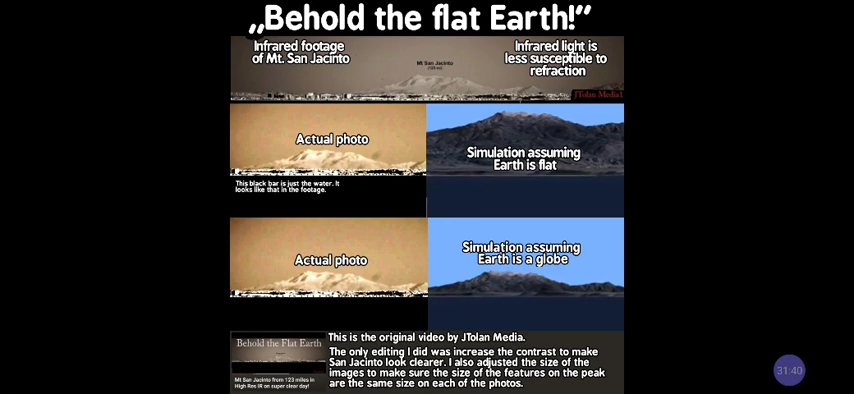 „Behold the flat Earth!”
Infrared footage
of Mt. San Jacinto
Mt San Jacinto
Infrared light is
less susceptible to
refraction
JTolan Media1
Actual photo
Simulation assuming
Earth is flat
This black bar is just the water. It
looks like that in the footage.
Actual photo
Simulation assuming
Earth is a globe
Behold the Flat Earth
Mt San Jacinto from 123 miles in
High Res IR on super clear day!
This is the original video by JTolan Media.
The only editing I did was increase the contrast to make
San Jacinto look clearer. I also adjusted the size of the
images to make sure the size of the features on the peak
are the same size on each of the photos.
31:40